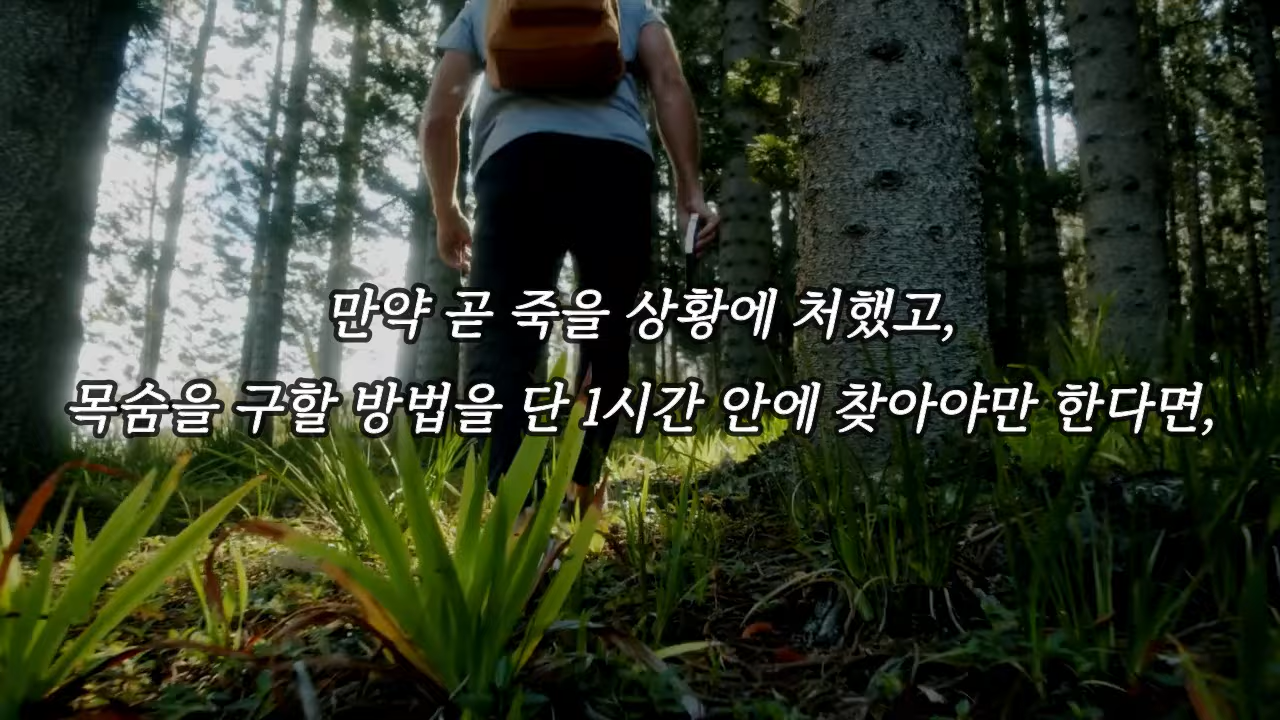 만약 곧 죽을 상황에 처했고,
목숨을 구할 방법을 단 1시간 안에 찾아야만 한다면,